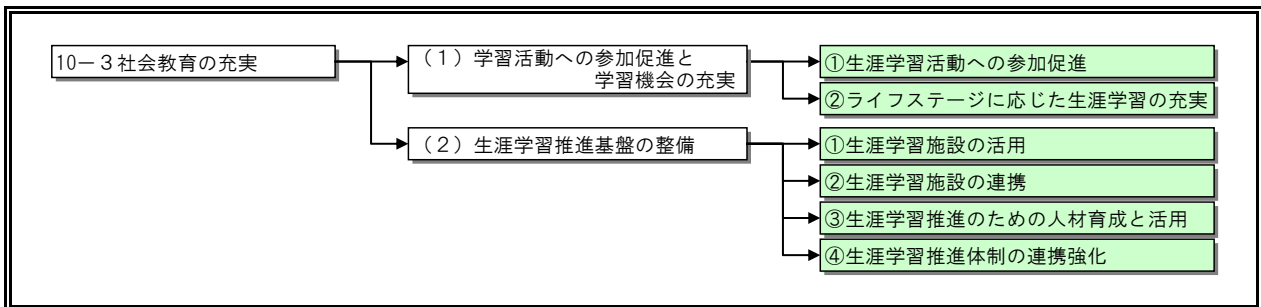 10－3社会教育の充実
（1）学習活動への参加促進と
学習機会の充実
①生涯学習活動への参加促進
②ライフステージに応じた生涯学習の充実
（2）生涯学習推進基盤の整備
①生涯学習施設の活用
②生涯学習施設の連携
③生涯学習推進のための人材育成と活用
④生涯学習推進体制の連携強化